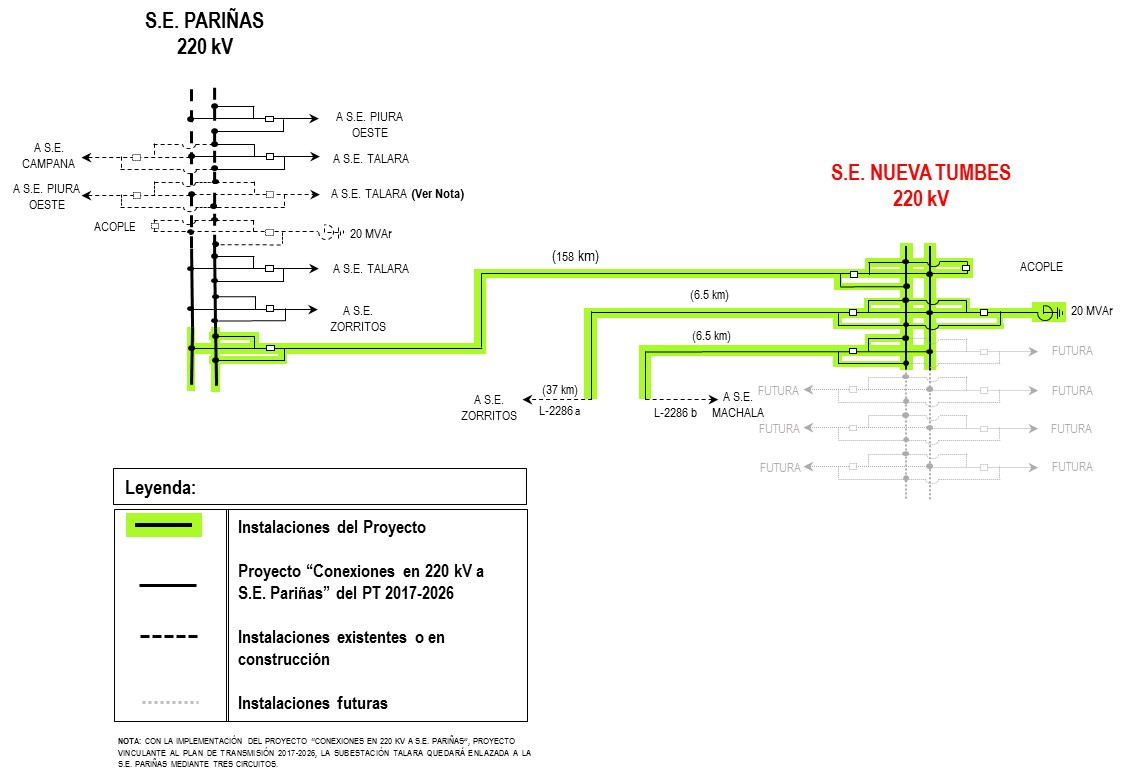 S.E. PARIÑAS
220 kV
A S.E. PIURA
OESTE
A S.E.
CAMPANA
A S.E. TALARA
A S.E. PIURA
OESTE
A S.E. TALARA (Ver Nota)
ACOPLE
20 MVAr
A S.E. TALARA
A S.E.
ZORRITOS
S.E. NUEVA TUMBES
220 kV
(158 km)
ACOPLE
(6.5 km)
20 MVAr
(6.5 km)
FUTURA
(37 km)
A S.E.
ZORRITOS
L-2286 a
L-2286 b
A S.E.
MACHALA
FUTURA
FUTURA
FUTURA
FUTURA
FUTURA
FUTURA
Leyenda:
Instalaciones del Proyecto
Proyecto “Conexiones en 220 kV a
S.E. Pariñas” del PT 2017-2026
Instalaciones existentes o en
construcción
Instalaciones futuras
NOTA: CON LA IMPLEMENTACIÓN DEL PROYECTO “CONEXIONES EN 220 KV A S.E. PARIÑAS”, PROYECTO
VINCULANTE AL PLAN DE TRANSMISIÓN 2017-2026, LA SUBESTACIÓN TALARA QUEDARÁ ENLAZADA A LA
S.E. PARIÑAS MEDIANTE TRES CIRCUITOS.